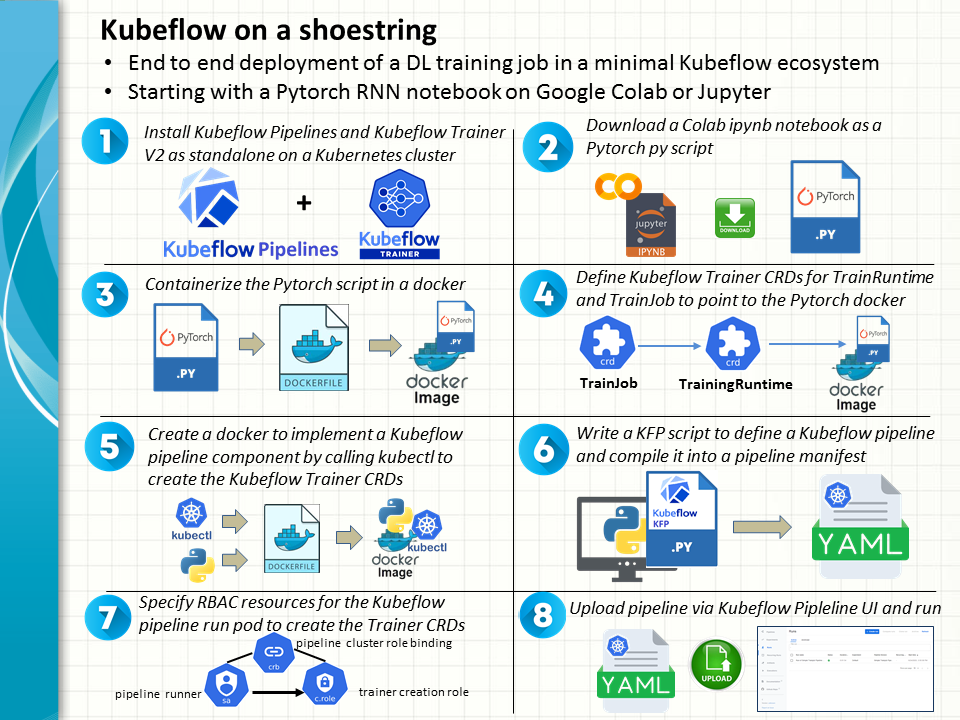 Kubeflow on a shoestring
• End to end deployment of a DL training job in a minimal Kubeflow ecosystem
• Starting with a Pytorch RNN notebook on Google Colab or Jupyter
1
Install Kubeflow Pipelines and Kubeflow Trainer
V2 as standalone on a Kubernetes cluster
+
Kubeflow Pipelines
Kubeflow
TRAINER
2
Download a Colab ipynb notebook as a
Pytorch py script
jupyter
IPYNB
DOWNLOAD
PyTorch
.PY
3
Containerize the Pytorch script in a docker
PyTorch
.PY
DOCKERFILE
PyTorch
.PY
docker
Image
4
Define Kubeflow Trainer CRDs for TrainRuntime
and TrainJob to point to the Pytorch docker
crd
TrainJob
crd
TrainingRuntime
PyTorch
.PY
docker
Image
5
Create a docker to implement a Kubeflow
pipeline component by calling kubectl to
create the Kubeflow Trainer CRDs
kubectl
DOCKERFILE
kubectl
docker
Image
6
Write a KFP script to define a Kubeflow pipeline
and compile it into a pipeline manifest
Kubeflow
KFP
.PY
YAML
7
Specify RBAC resources for the Kubeflow
pipeline run pod to create the Trainer CRDs
pipeline cluster role binding
crb
pipeline runner
sa
c.role
trainer creation role
8
Upload pipeline via Kubeflow Pipleline UI and run
YAML
UPLOAD